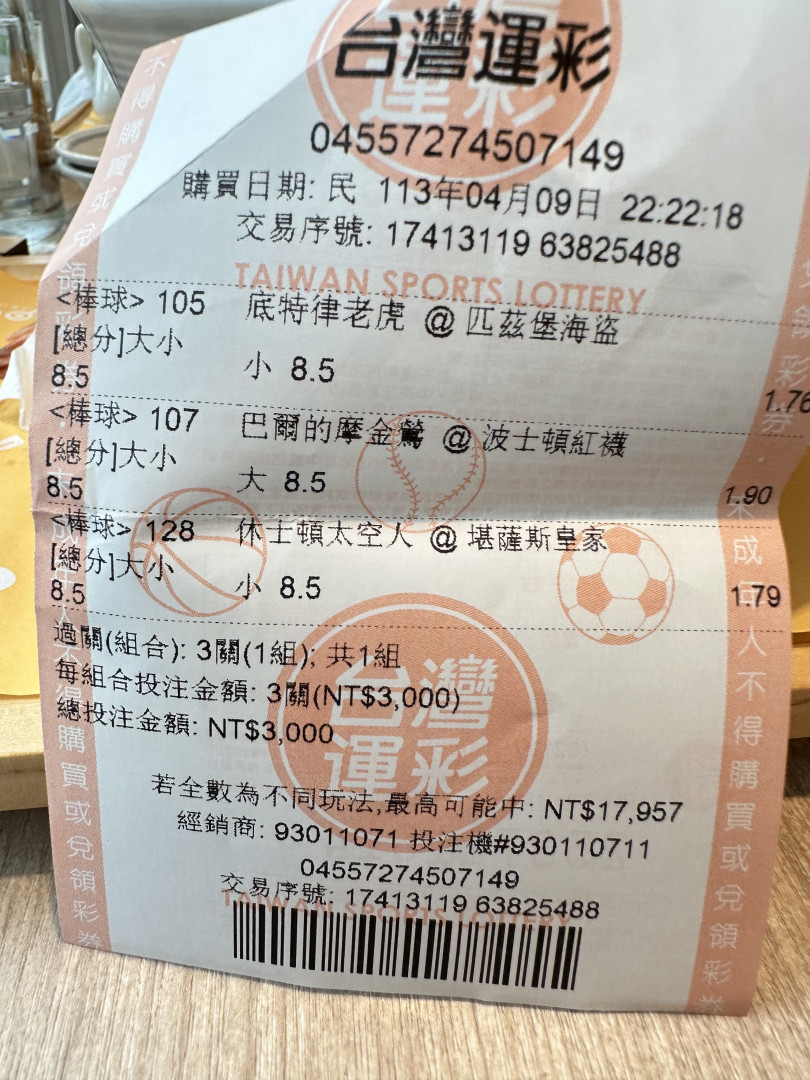 台灣運彩
04557274507149
購買日期: 民 113年04月09日 22:22:18
交易序號: 17413119 63825488
TAIWAN SPORTS LOTTERY
<棒球> 105 底特律老虎 @ 匹茲堡海盜
[總分]大小
8.5 小 8.5 1.76
<棒球> 107 巴爾的摩金鶯 @ 波士頓紅襪
[總分]大小
8.5 大 8.5 1.90
<棒球> 128 休士頓太空人 @ 堪薩斯皇家
[總分]大小
8.5 小 8.5 1.79
過關(組合): 3關(1組); 共1組
每組合投注金額: 3關(NT$3,000)
總投注金額: NT$3,000
台灣運彩
若全數為不同玩法,最高可能中: NT$17,957
經銷商: 93011071 投注機#930110711
04557274507149
交易序號: 17413119 63825488
TAIWAN SPORTS LOTTERY
不得購買或兌領彩券
未成年人不得購買或兌領彩券